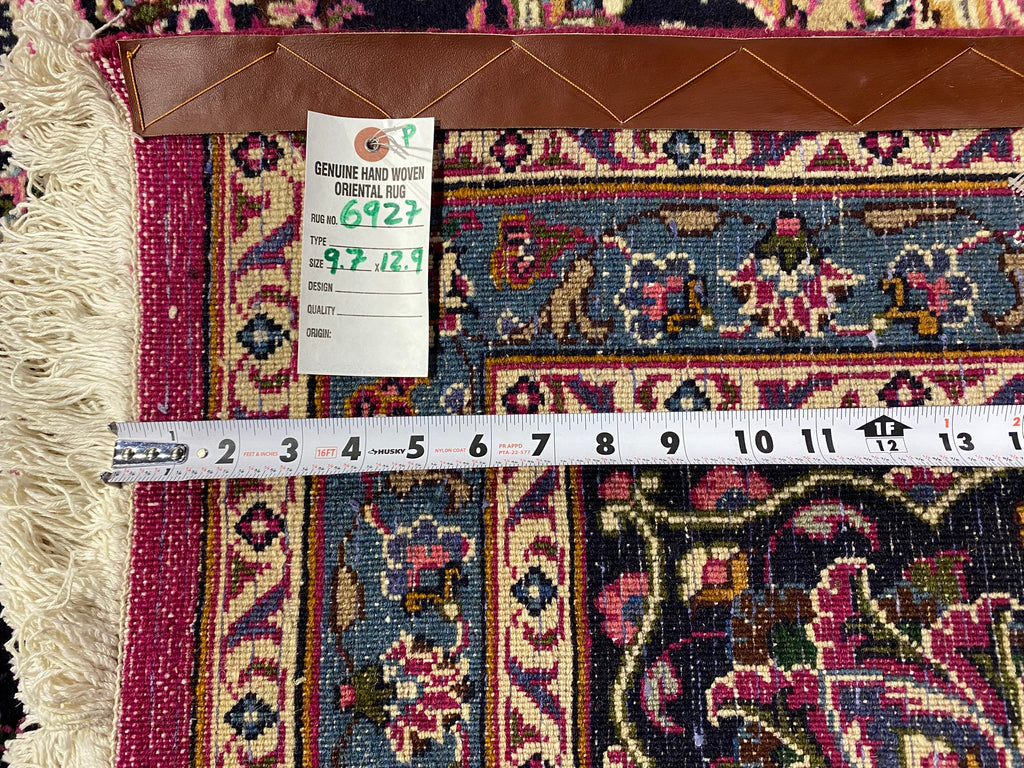 P
GENUINE HAND WOVEN
ORIENTAL RUG
RUG NO. 6927
TYPE
SIZE 9.7 x 12.9
DESIGN
QUALITY
ORIGIN:
1 2 FEET & INCHES 3 16FT 4 HUSKY 5 NYLON COAT 6 PR.APPD 7 8 9 10 11 1F 12 1 13 2
PTA-22-577
1